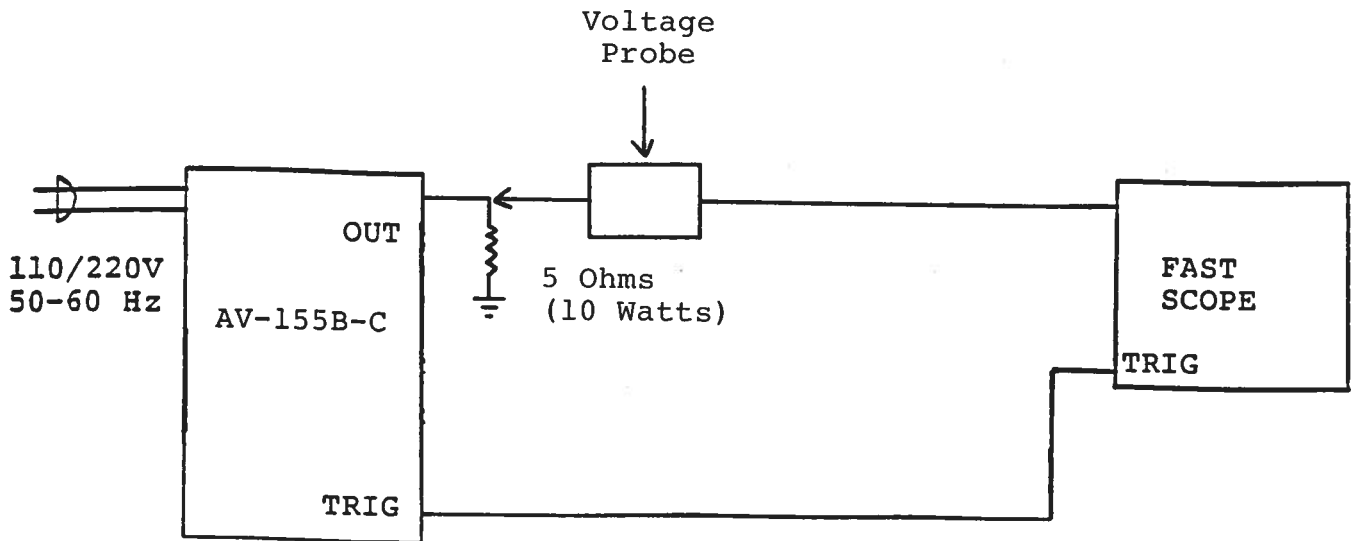 Voltage
Probe
OUT
110/220V
50-60 Hz
AV-155B-C
5 Ohms
(10 Watts)
FAST
SCOPE
TRIG
TRIG